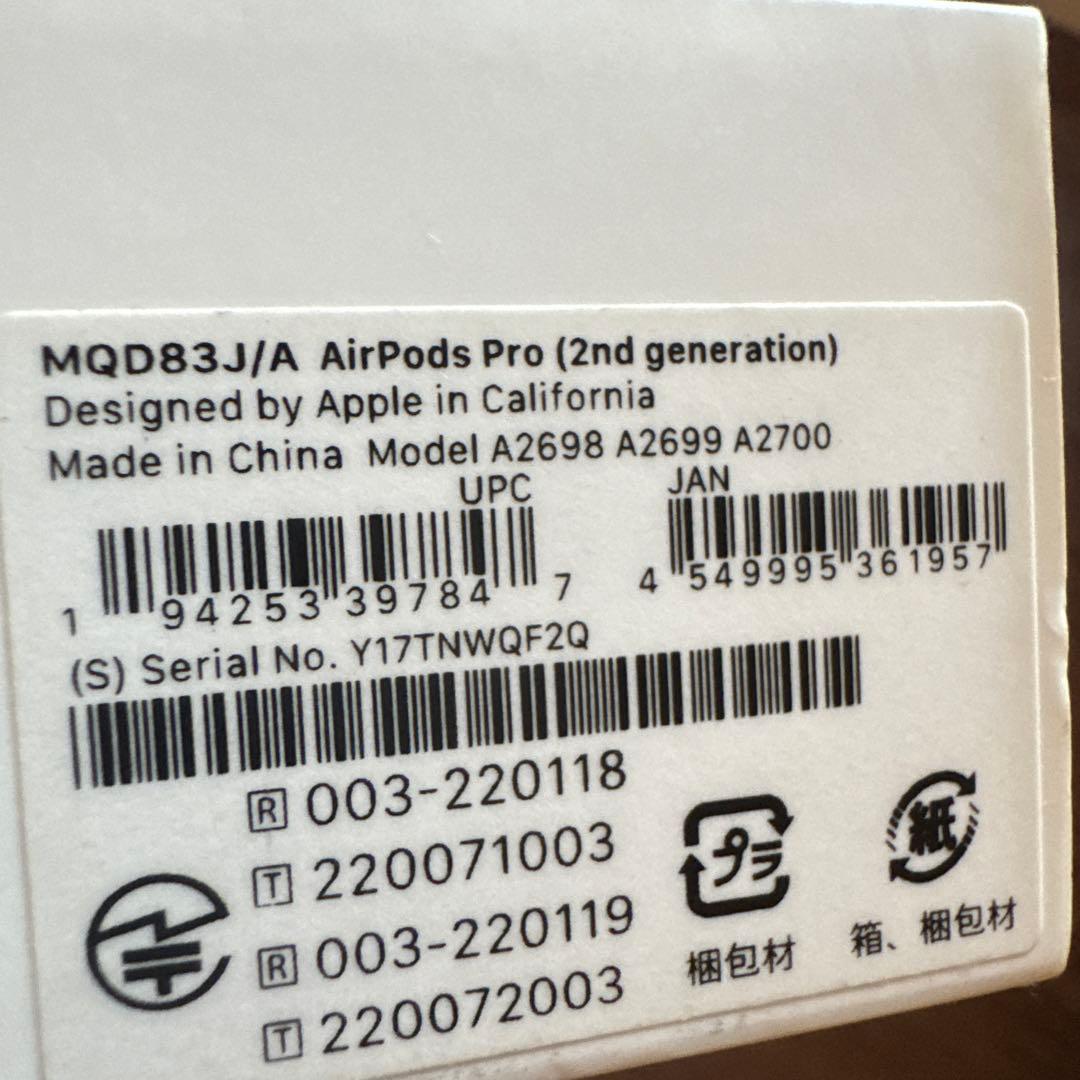 MQD83J/A AirPods Pro (2nd generation)
Designed by Apple in California
Made in China Model A2698 A2699 A2700
UPC
1 94253 39784 7
JAN
4 549995 361957
(S) Serial No. Y17TNWQF2Q
R 003-220118
T 220071003
R 003-220119
T 220072003
プラ
梱包材
紙
箱、梱包材